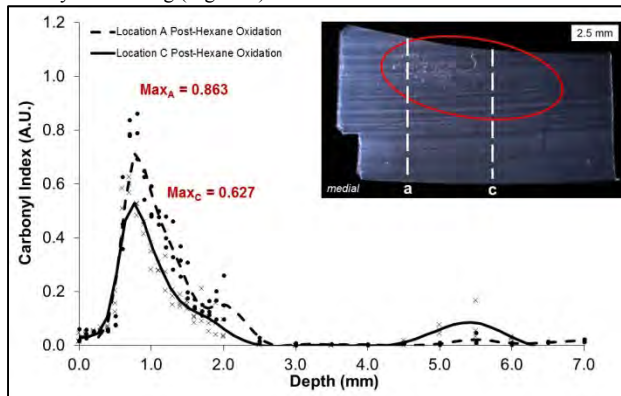 1.2
1.0
0.8
0.6
0.4
0.2
0.0
Carbonyl Index (A.U.)
Location A Post-Hexane Oxidation
Location C Post-Hexane Oxidation
MaxA = 0.863
MaxC = 0.627
2.5 mm
medial
a
c
0.0 1.0 2.0 3.0 4.0 5.0 6.0 7.0
Depth (mm)